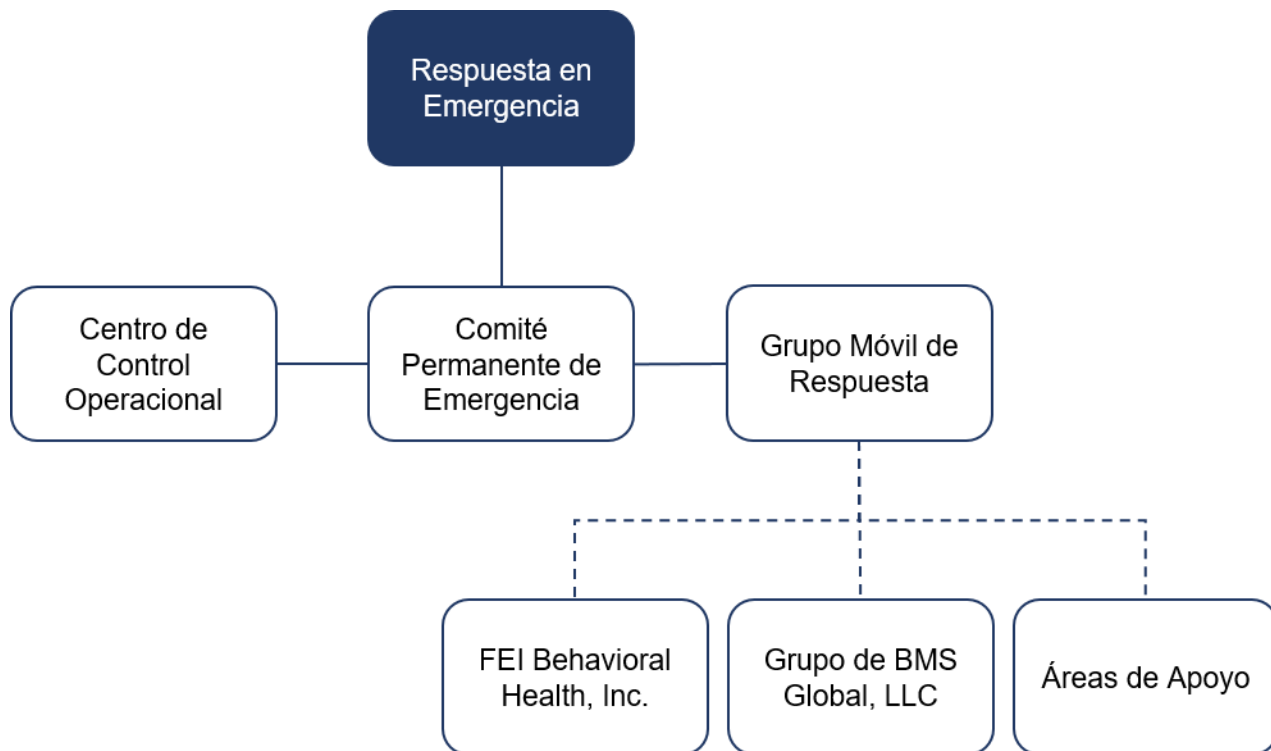 Respuesta en
Emergencia
Centro de
Control
Operacional
Comité
Permanente de
Emergencia
Grupo Móvil de
Respuesta
FEI Behavioral
Health, Inc.
Grupo de BMS
Global, LLC
Áreas de Apoyo